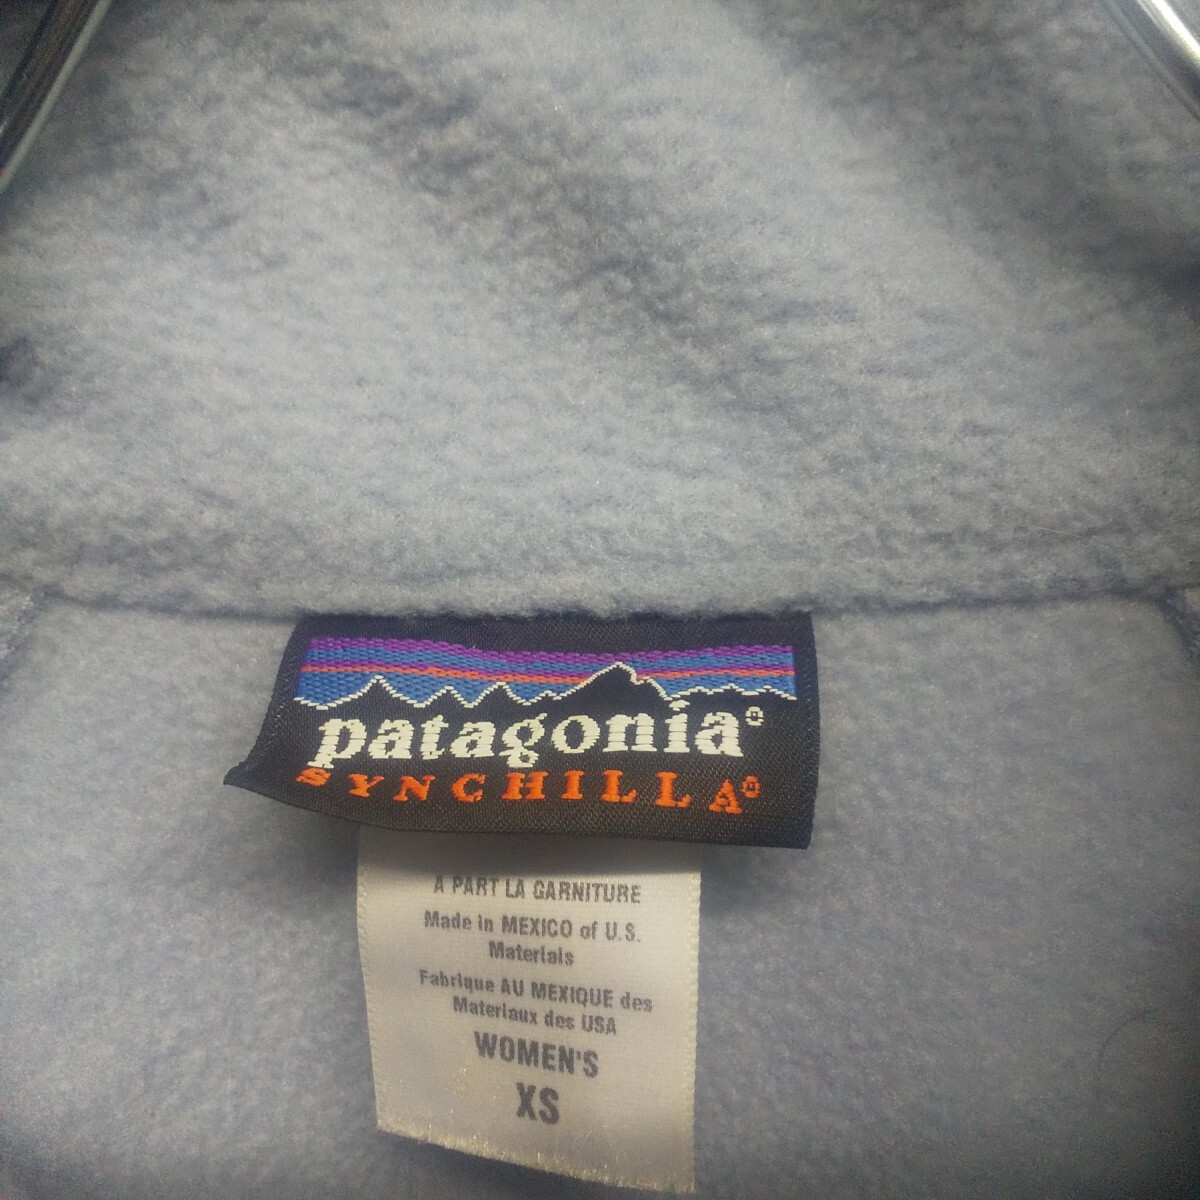 patagonia®
SYNCHILLA®
A PART LA GARNITURE
Made in MEXICO of U.S.
Materials
Fabrique AU MEXIQUE des
Materiaux des USA
WOMEN'S
XS